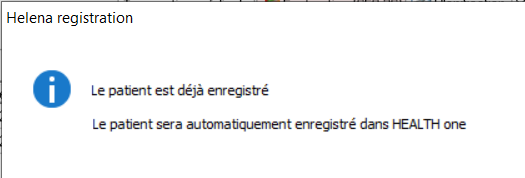 Helena registration
Le patient est déjà enregistré
Le patient sera automatiquement enregistré dans HEALTH one